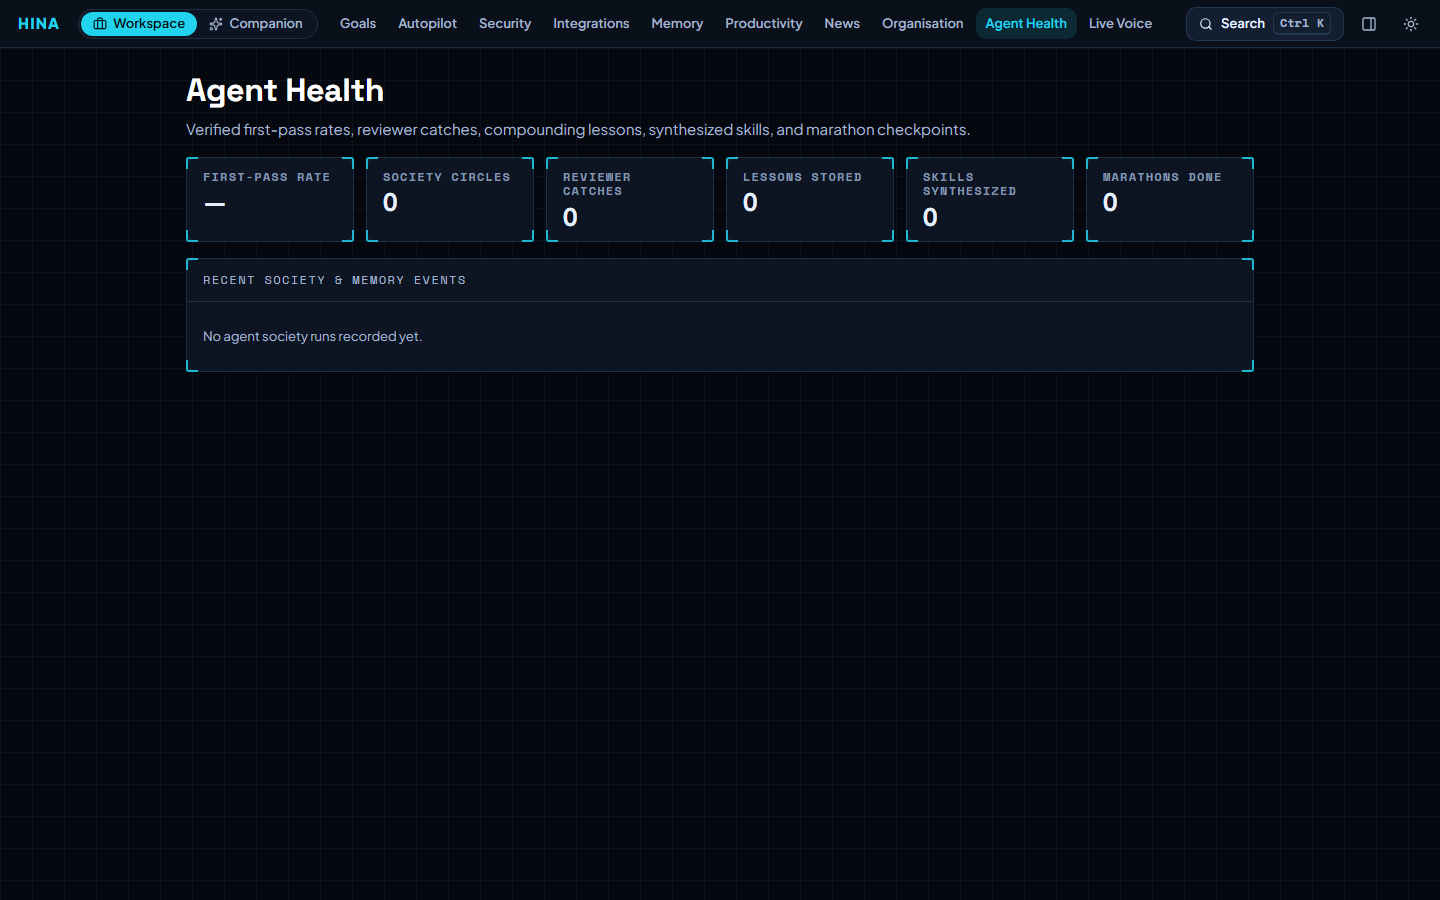 HINA Workspace Companion Goals Autopilot Security Integrations Memory Productivity News Organisation Agent Health Live Voice Search Ctrl K
Agent Health
Verified first-pass rates, reviewer catches, compounding lessons, synthesized skills, and marathon checkpoints.
FIRST-PASS RATE
—
SOCIETY CIRCLES
0
REVIEWER
CATCHES
0
LESSONS STORED
0
SKILLS
SYNTHESIZED
0
MARATHONS DONE
0
RECENT SOCIETY & MEMORY EVENTS
No agent society runs recorded yet.